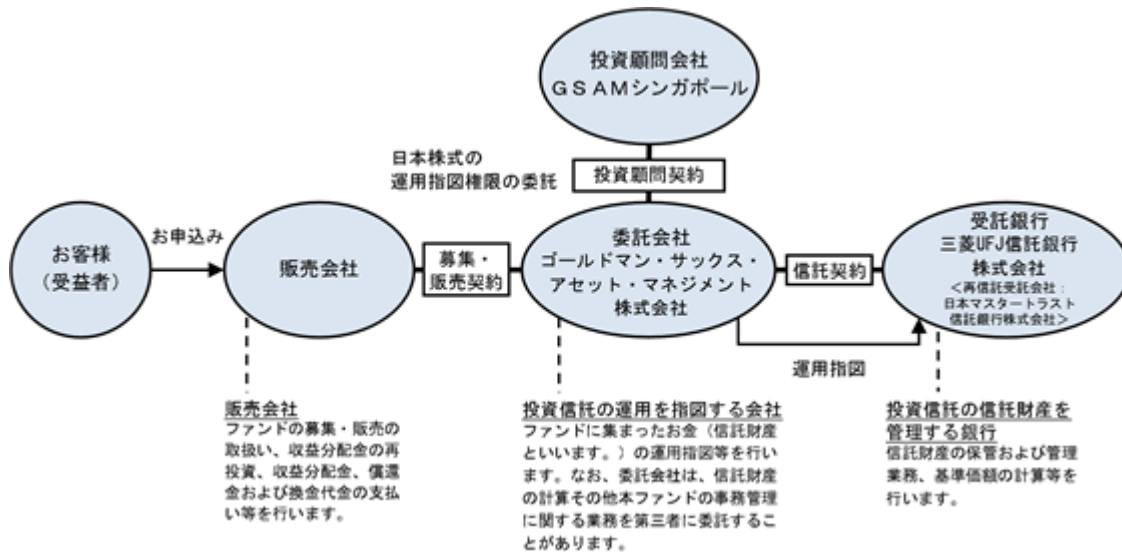 投資顧問会社
ＧＳＡＭシンガポール
日本株式の
運用指図権限の委託
投資顧問契約
お客様
（受益者）
お申込み
販売会社
募集・
販売契約
委託会社
ゴールドマン・サックス・
アセット・マネジメント
株式会社
信託契約
受託銀行
三菱UFJ信託銀行
株式会社
＜再信託受託会社：
日本マスタートラスト
信託銀行株式会社＞
運用指図
販売会社
ファンドの募集・販売の
取扱い、収益分配金の再
投資、収益分配金、償還
金および換金代金の支払
い等を行います。
投資信託の運用を指図する会社
ファンドに集まったお金（信託財産
といいます。）の運用指図等を行い
ます。なお、委託会社は、信託財産
の計算その他本ファンドの事務管理
に関する業務を第三者に委託するこ
とがあります。
投資信託の信託財産を
管理する銀行
信託財産の保管および管理
業務、基準価額の計算等を
行います。